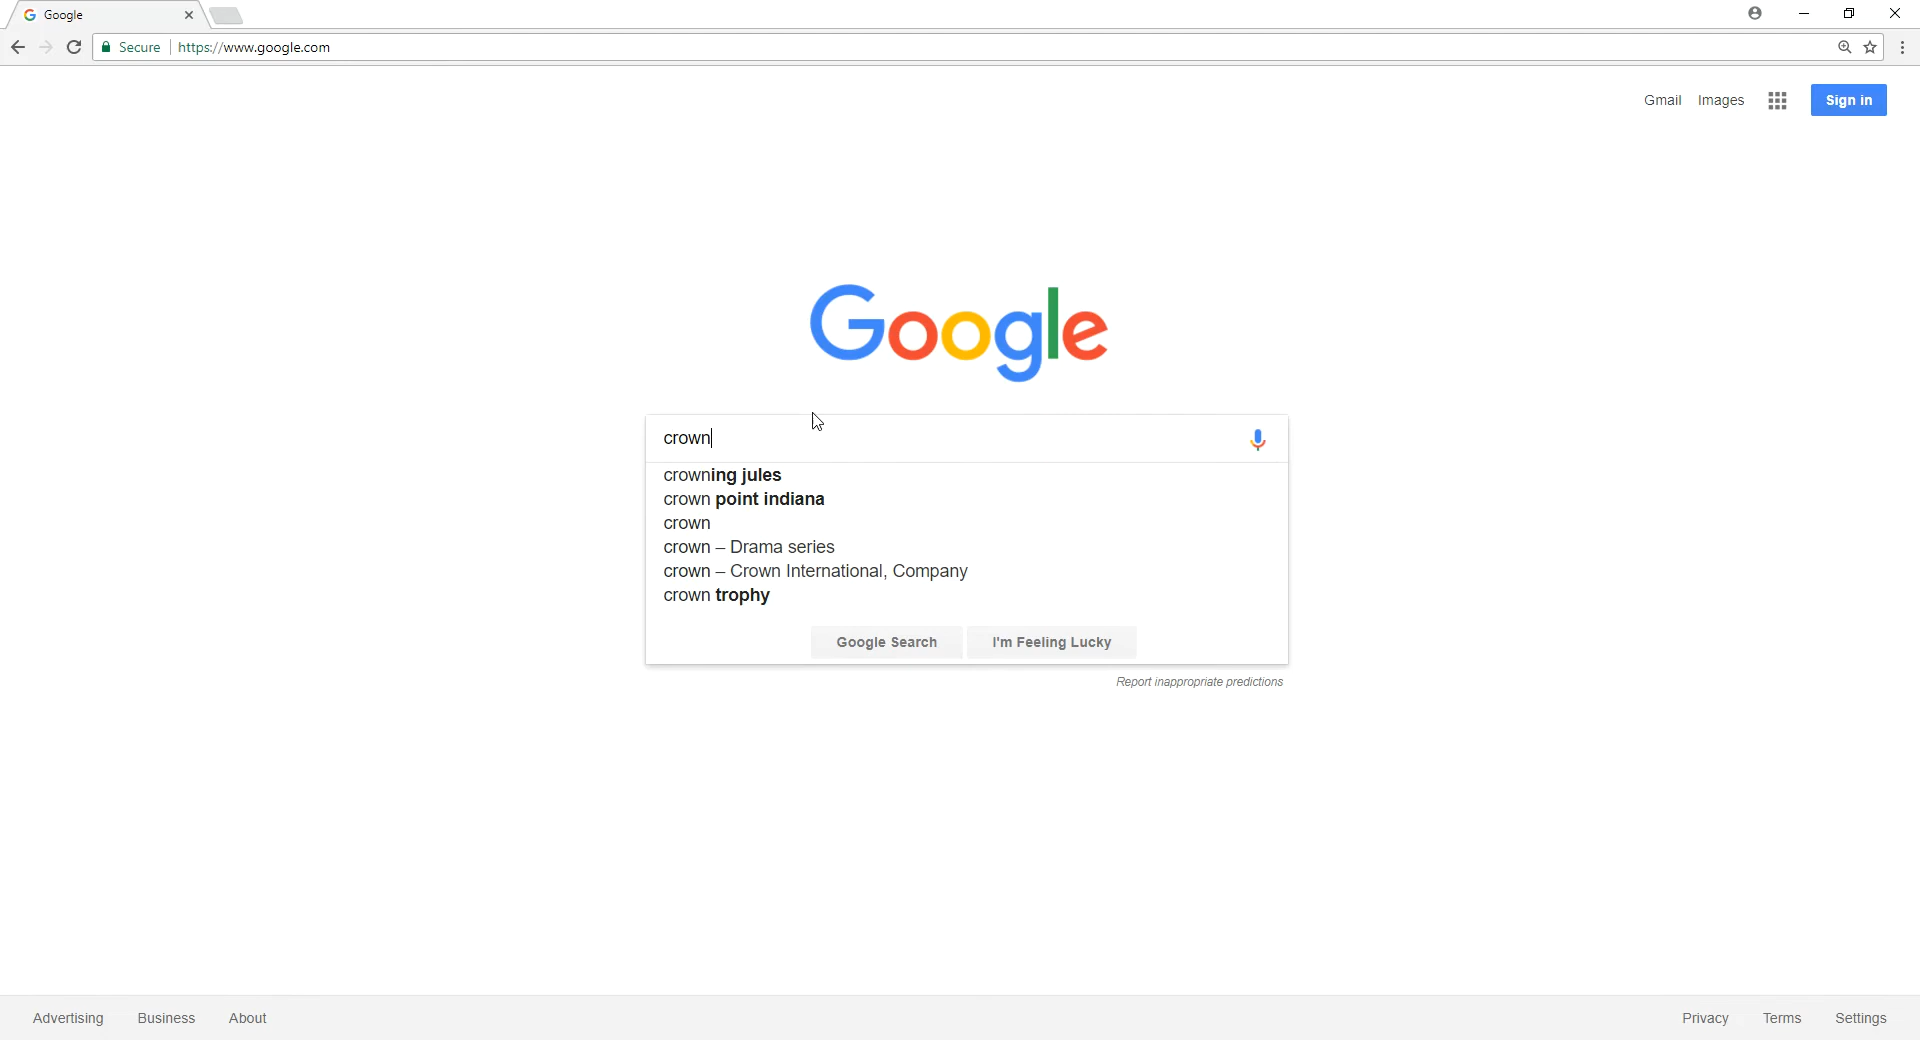 Google
Secure https://www.google.com
Gmail Images Sign in
Google
crown
crowning jules
crown point indiana
crown
crown – Drama series
crown – Crown International, Company
crown trophy
Google Search I'm Feeling Lucky
Report inappropriate predictions
Advertising Business About Privacy Terms Settings